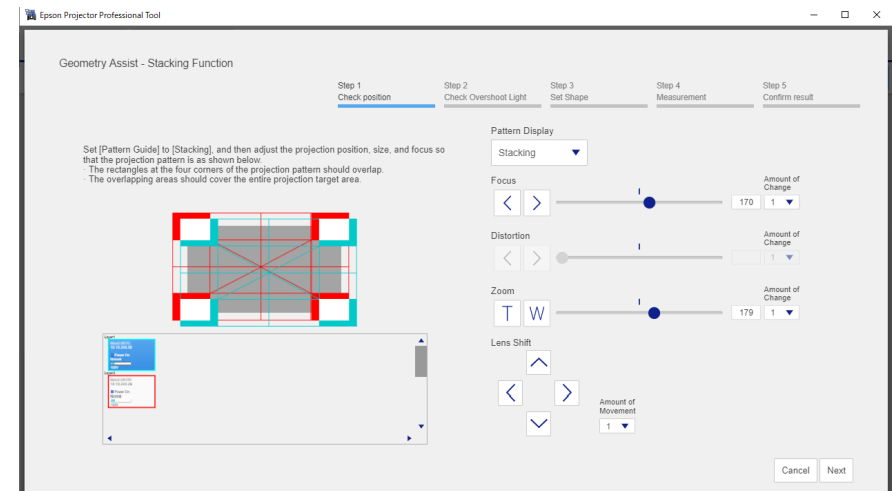 Epson Projector Professional Tool
Geometry Assist - Stacking Function
Step 1
Check position
Step 2
Check Overshoot Light
Step 3
Set Shape
Step 4
Measurement
Step 5
Confirm result
Set [Pattern Guide] to [Stacking], and then adjust the projection position, size, and focus so
that the projection pattern is as shown below.
· The rectangles at the four corners of the projection pattern should overlap.
· The overlapping areas should cover the entire projection target area.
Pattern Display
Stacking
Focus
170
Amount of
Change
1
Distortion
Amount of
Change
1
Zoom
T
W
179
Amount of
Change
1
Lens Shift
Amount of
Movement
1
Power On
Normal
Power On
Normal
Cancel
Next